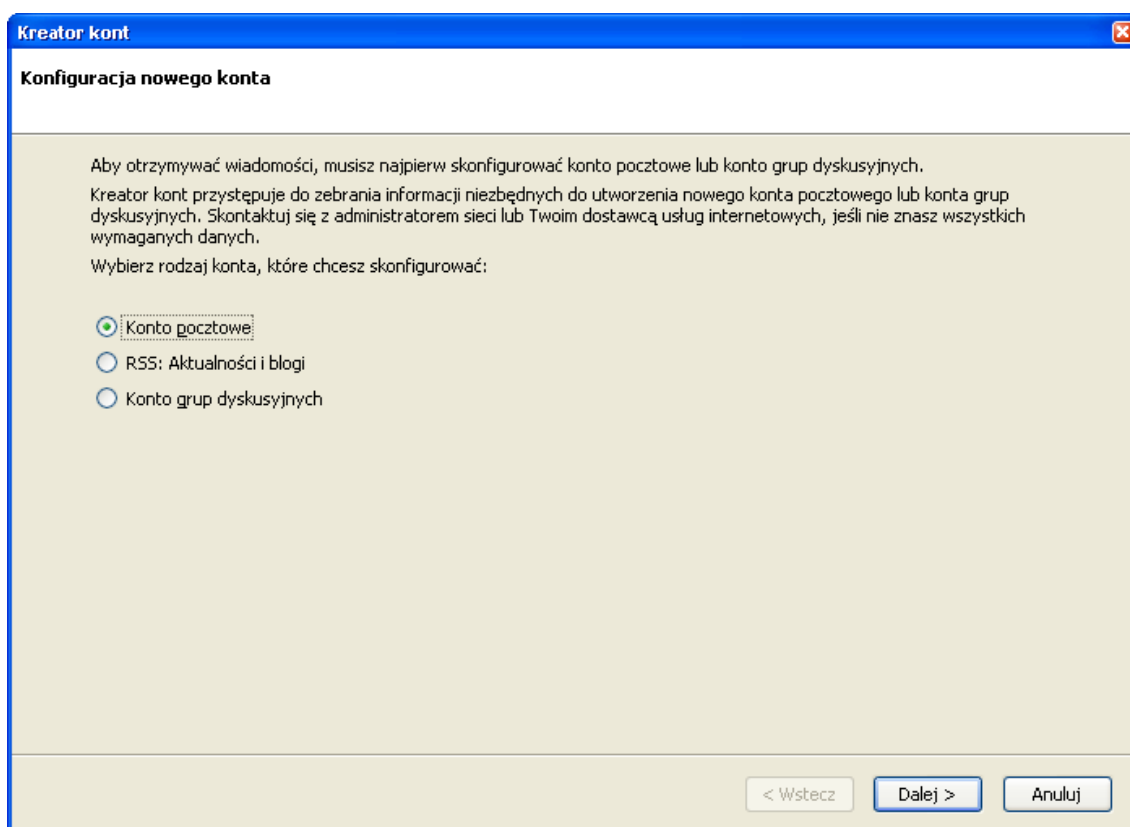 Kreator kont
Konfiguracja nowego konta
Aby otrzymywać wiadomości, musisz najpierw skonfigurować konto pocztowe lub konto grup dyskusyjnych.
Kreator kont przystępuje do zebrania informacji niezbędnych do utworzenia nowego konta pocztowego lub konta grup
dyskusyjnych. Skontaktuj się z administratorem sieci lub Twoim dostawcą usług internetowych, jeśli nie znasz wszystkich
wymaganych danych.
Wybierz rodzaj konta, które chcesz skonfigurować:
Konto pocztowe
RSS: Aktualności i blogi
Konto grup dyskusyjnych
< Wstecz
Dalej >
Anuluj